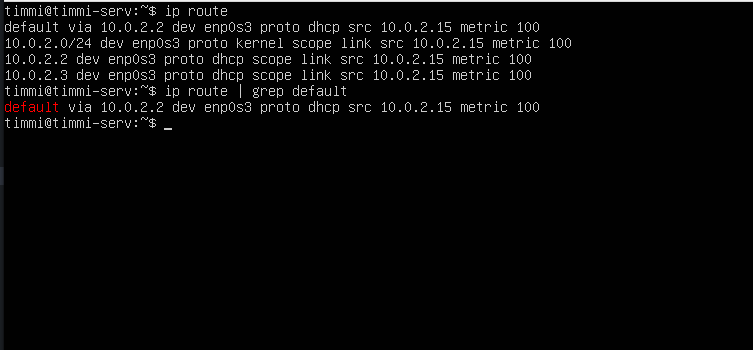 timmi@timmi-serv:~$ ip route
default via 10.0.2.2 dev enp0s3 proto dhcp src 10.0.2.15 metric 100
10.0.2.0/24 dev enp0s3 proto kernel scope link src 10.0.2.15 metric 100
10.0.2.2 dev enp0s3 proto dhcp scope link src 10.0.2.15 metric 100
10.0.2.3 dev enp0s3 proto dhcp scope link src 10.0.2.15 metric 100
timmi@timmi-serv:~$ ip route | grep default
default via 10.0.2.2 dev enp0s3 proto dhcp src 10.0.2.15 metric 100
timmi@timmi-serv:~$ _